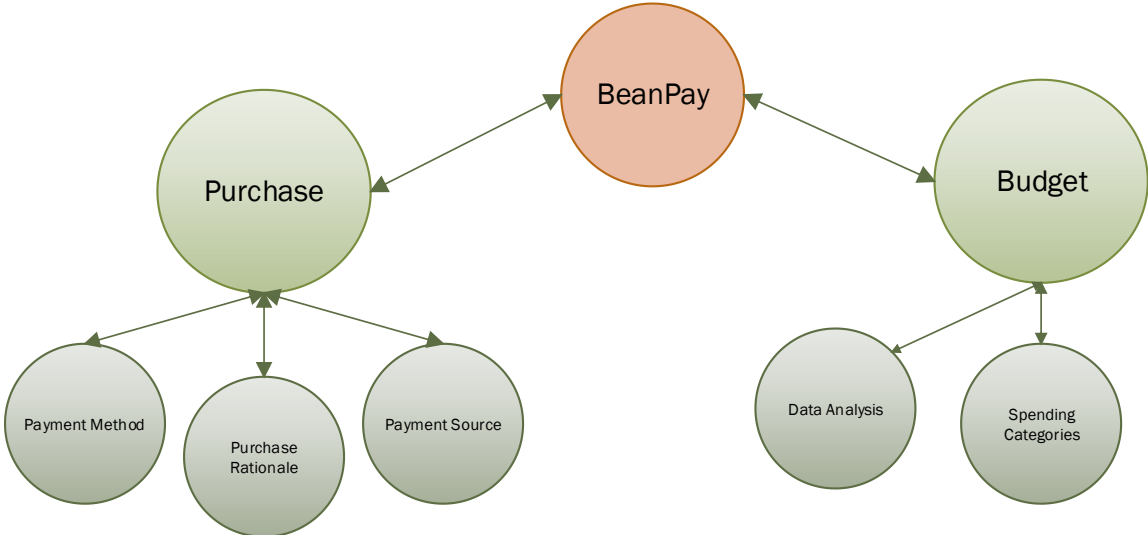 BeanPay
Purchase
Budget
Payment Method
Purchase
Rationale
Payment Source
Data Analysis
Spending
Categories